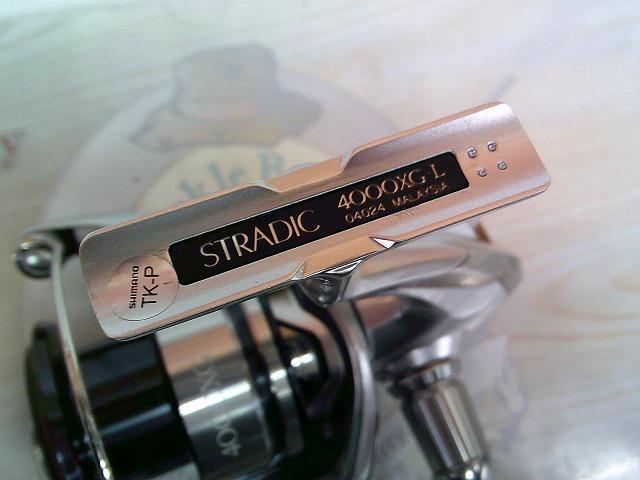 STRADIC 4000XG-L
04024 MALAYSIA
SHIMANO
TK-P